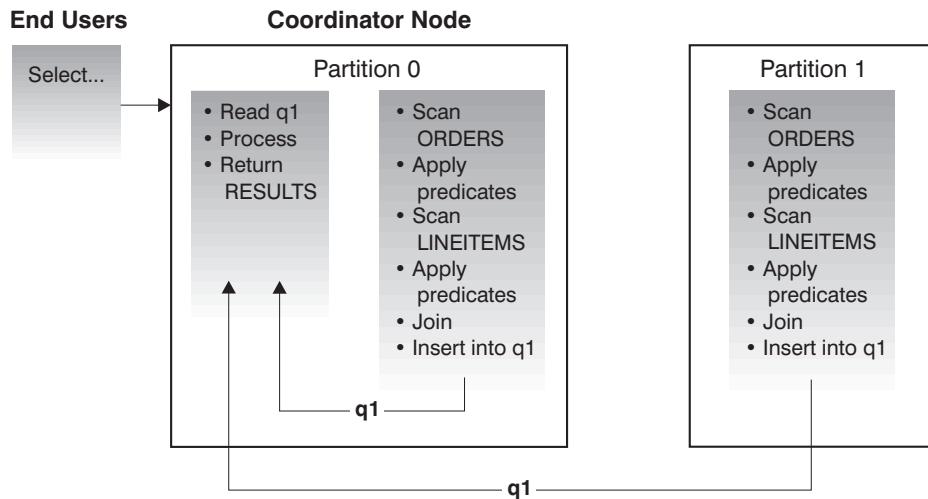 End Users
Coordinator Node
Select...
Partition 0
• Read q1
• Process
• Return
RESULTS
• Scan
ORDERS
• Apply
predicates
• Scan
LINEITEMS
• Apply
predicates
• Join
• Insert into q1
q1
Partition 1
• Scan
ORDERS
• Apply
predicates
• Scan
LINEITEMS
• Apply
predicates
• Join
• Insert into q1
q1